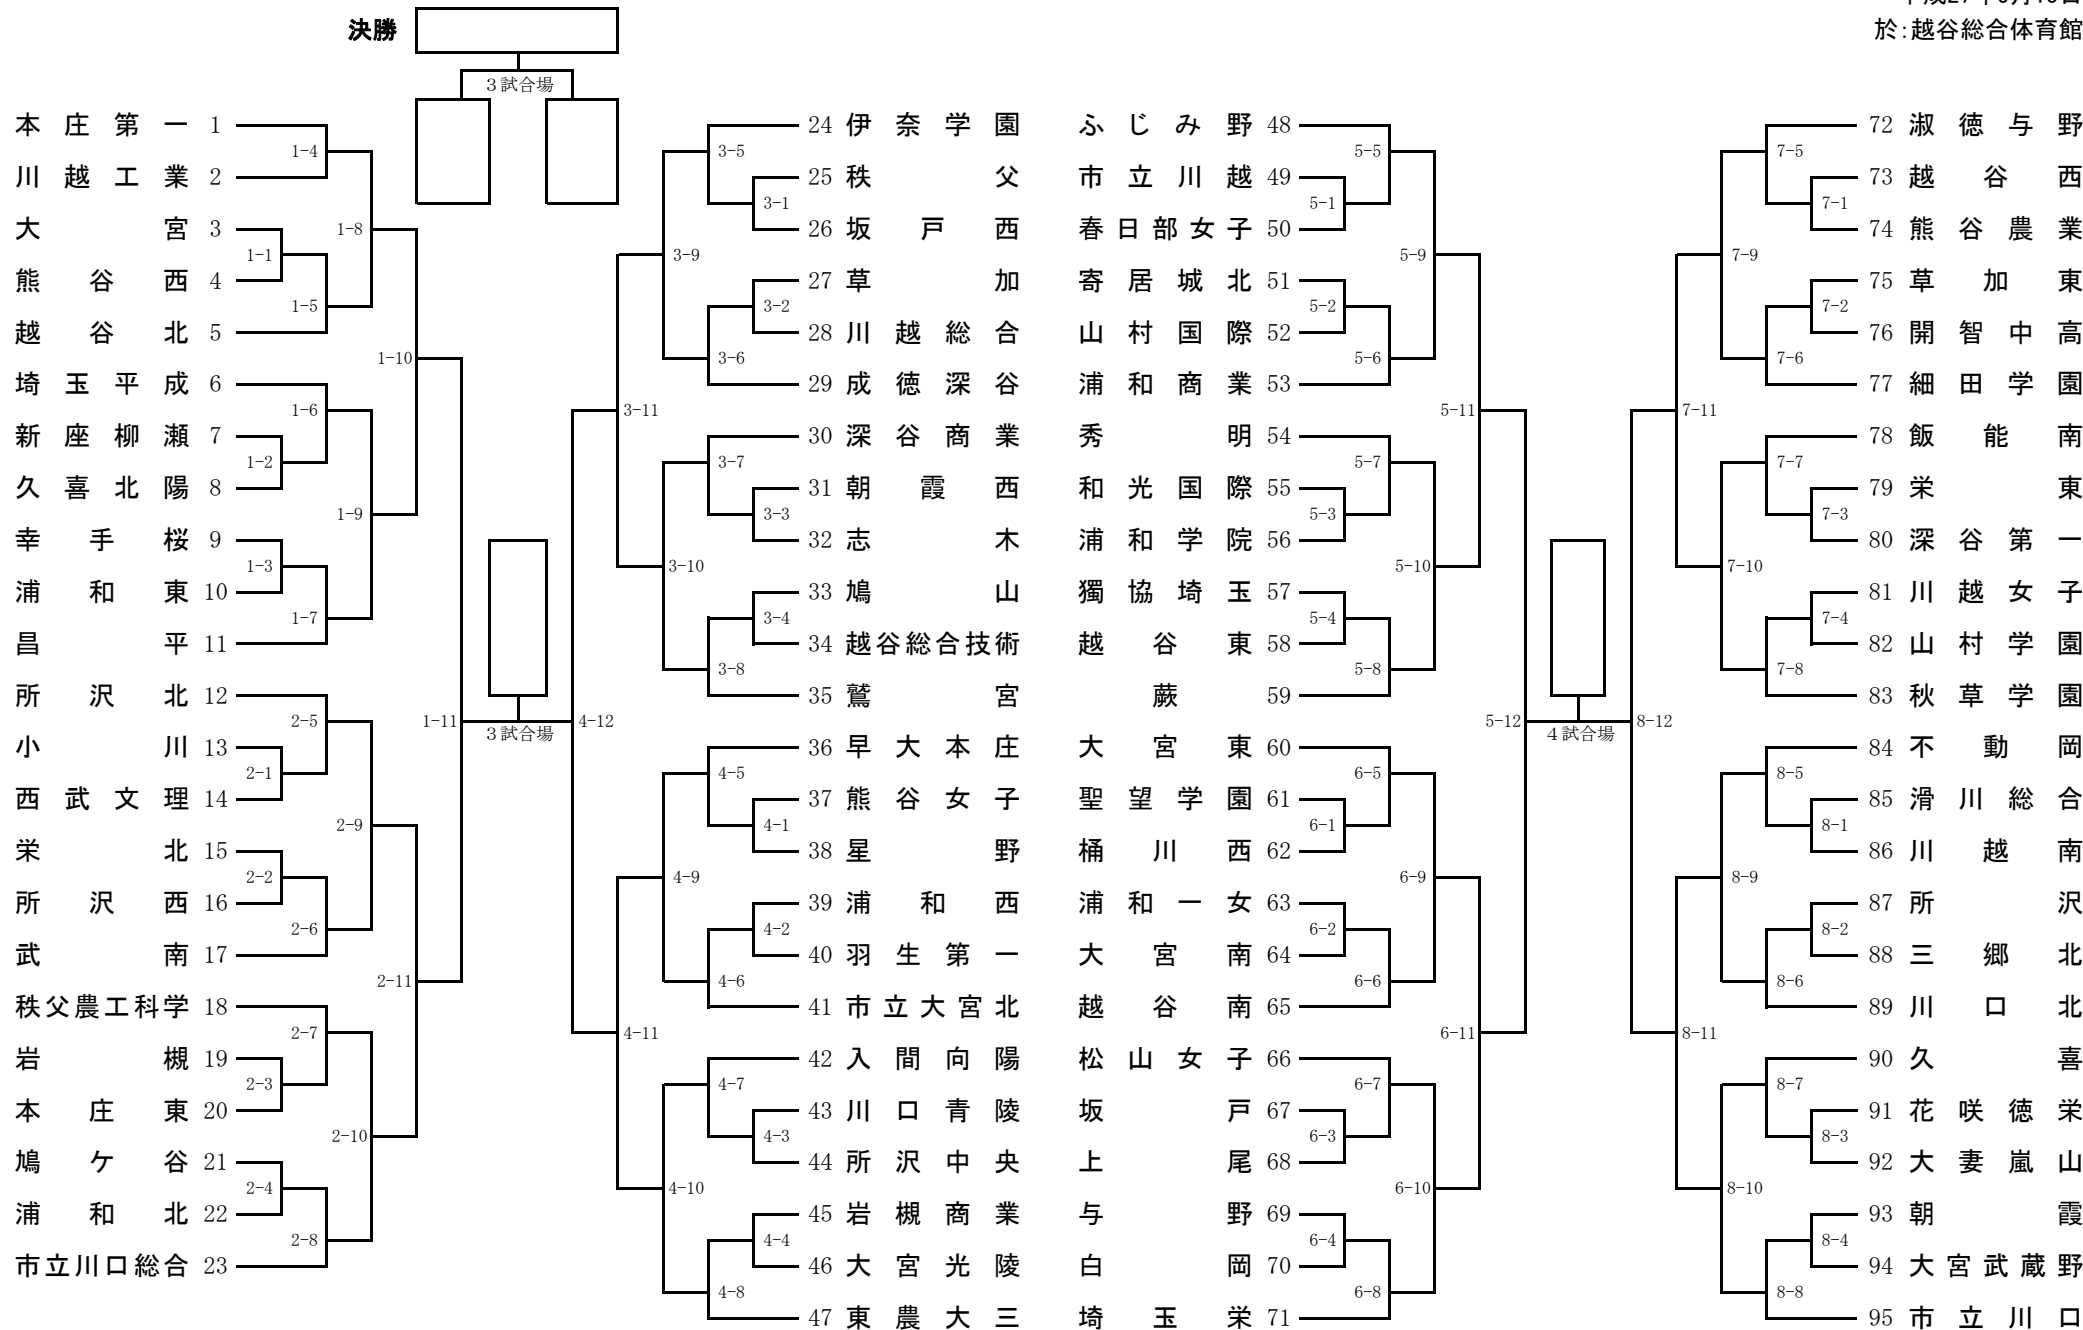 決勝
於:越谷総合体育館
3試合場
本庄第一 1
川越工業 2
大宮 3
熊谷西 4
越谷北 5
埼玉平成 6
新座柳瀬 7
久喜北陽 8
幸手桜 9
浦和東 10
昌平 11
所沢北 12
小川 13
西武文理 14
栄北 15
所沢西 16
武南 17
秩父農工科学 18
岩槻 19
本庄東 20
鳩ケ谷 21
浦和北 22
市立川口総合 23
1-4
1-8
1-1
1-5
1-10
1-6
1-2
1-9
1-3
1-7
2-5
1-11
2-1
2-9
2-2
2-6
2-11
2-7
2-3
2-10
2-4
2-8
3試合場
24 伊奈学園
25 秩父
26 坂戸西
27 草加
28 川越総合
29 成徳深谷
30 深谷商業
31 朝霞西
32 志木
33 鳩山
34 越谷総合技術
35 鷲宮
36 早大本庄
37 熊谷女子
38 星野
39 浦和西
40 羽生第一
41 市立大宮北
42 入間向陽
43 川口青陵
44 所沢中央
45 岩槻商業
46 大宮光陵
47 東農大三
3-5
3-1
3-9
3-2
3-6
3-11
3-7
3-3
3-10
3-4
3-8
4-12
4-5
4-1
4-9
4-2
4-6
4-11
4-7
4-3
4-10
4-4
4-8
ふじみ野 48
市立川越 49
春日部女子 50
寄居城北 51
山村国際 52
浦和商業 53
秀明 54
和光国際 55
浦和学院 56
獨協埼玉 57
越谷東 58
蕨 59
大宮東 60
聖望学園 61
桶川西 62
浦和一女 63
大宮南 64
越谷南 65
松山女子 66
坂戸 67
上尾 68
与野 69
白岡 70
埼玉栄 71
5-5
5-1
5-9
5-2
5-6
5-11
5-7
5-3
5-10
5-4
5-8
5-12
6-5
6-1
6-9
6-2
6-6
6-11
6-7
6-3
6-10
6-4
6-8
4試合場
72 淑徳与野
73 越谷西
74 熊谷農業
75 草加東
76 開智中高
77 細田学園
78 飯能南
79 栄東
80 深谷第一
81 川越女子
82 山村学園
83 秋草学園
84 不動岡
85 滑川総合
86 川越南
87 所沢
88 三郷北
89 川口北
90 久喜
91 花咲徳栄
92 大妻嵐山
93 朝霞
94 大宮武蔵野
95 市立川口
7-5
7-1
7-9
7-2
7-6
7-11
7-7
7-3
7-10
7-4
7-8
8-12
8-5
8-1
8-9
8-2
8-6
8-11
8-7
8-3
8-10
8-4
8-8